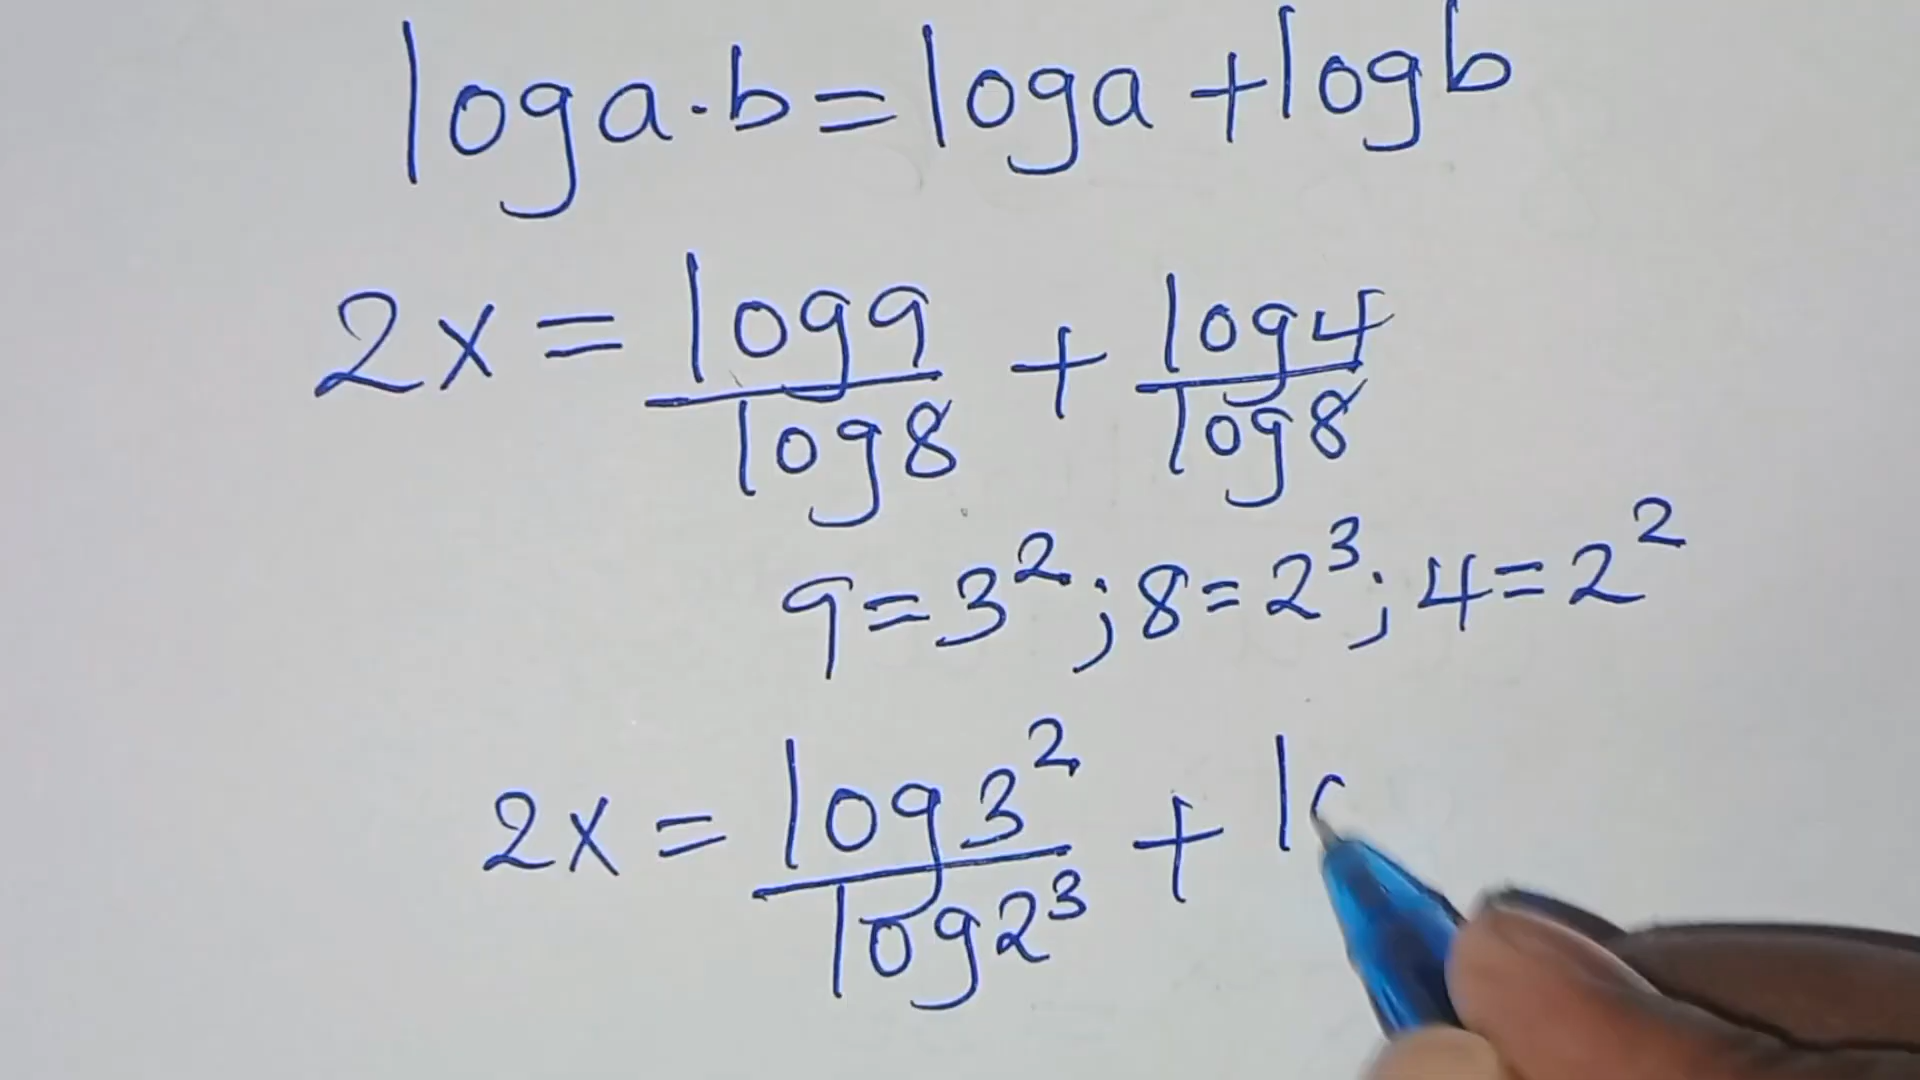 log a·b = log a + log b
2x = log 9 / log 8 + log 4 / log 8
9 = 3² ; 8 = 2³ ; 4 = 2²
2x = log 3² / log 2³ + lo